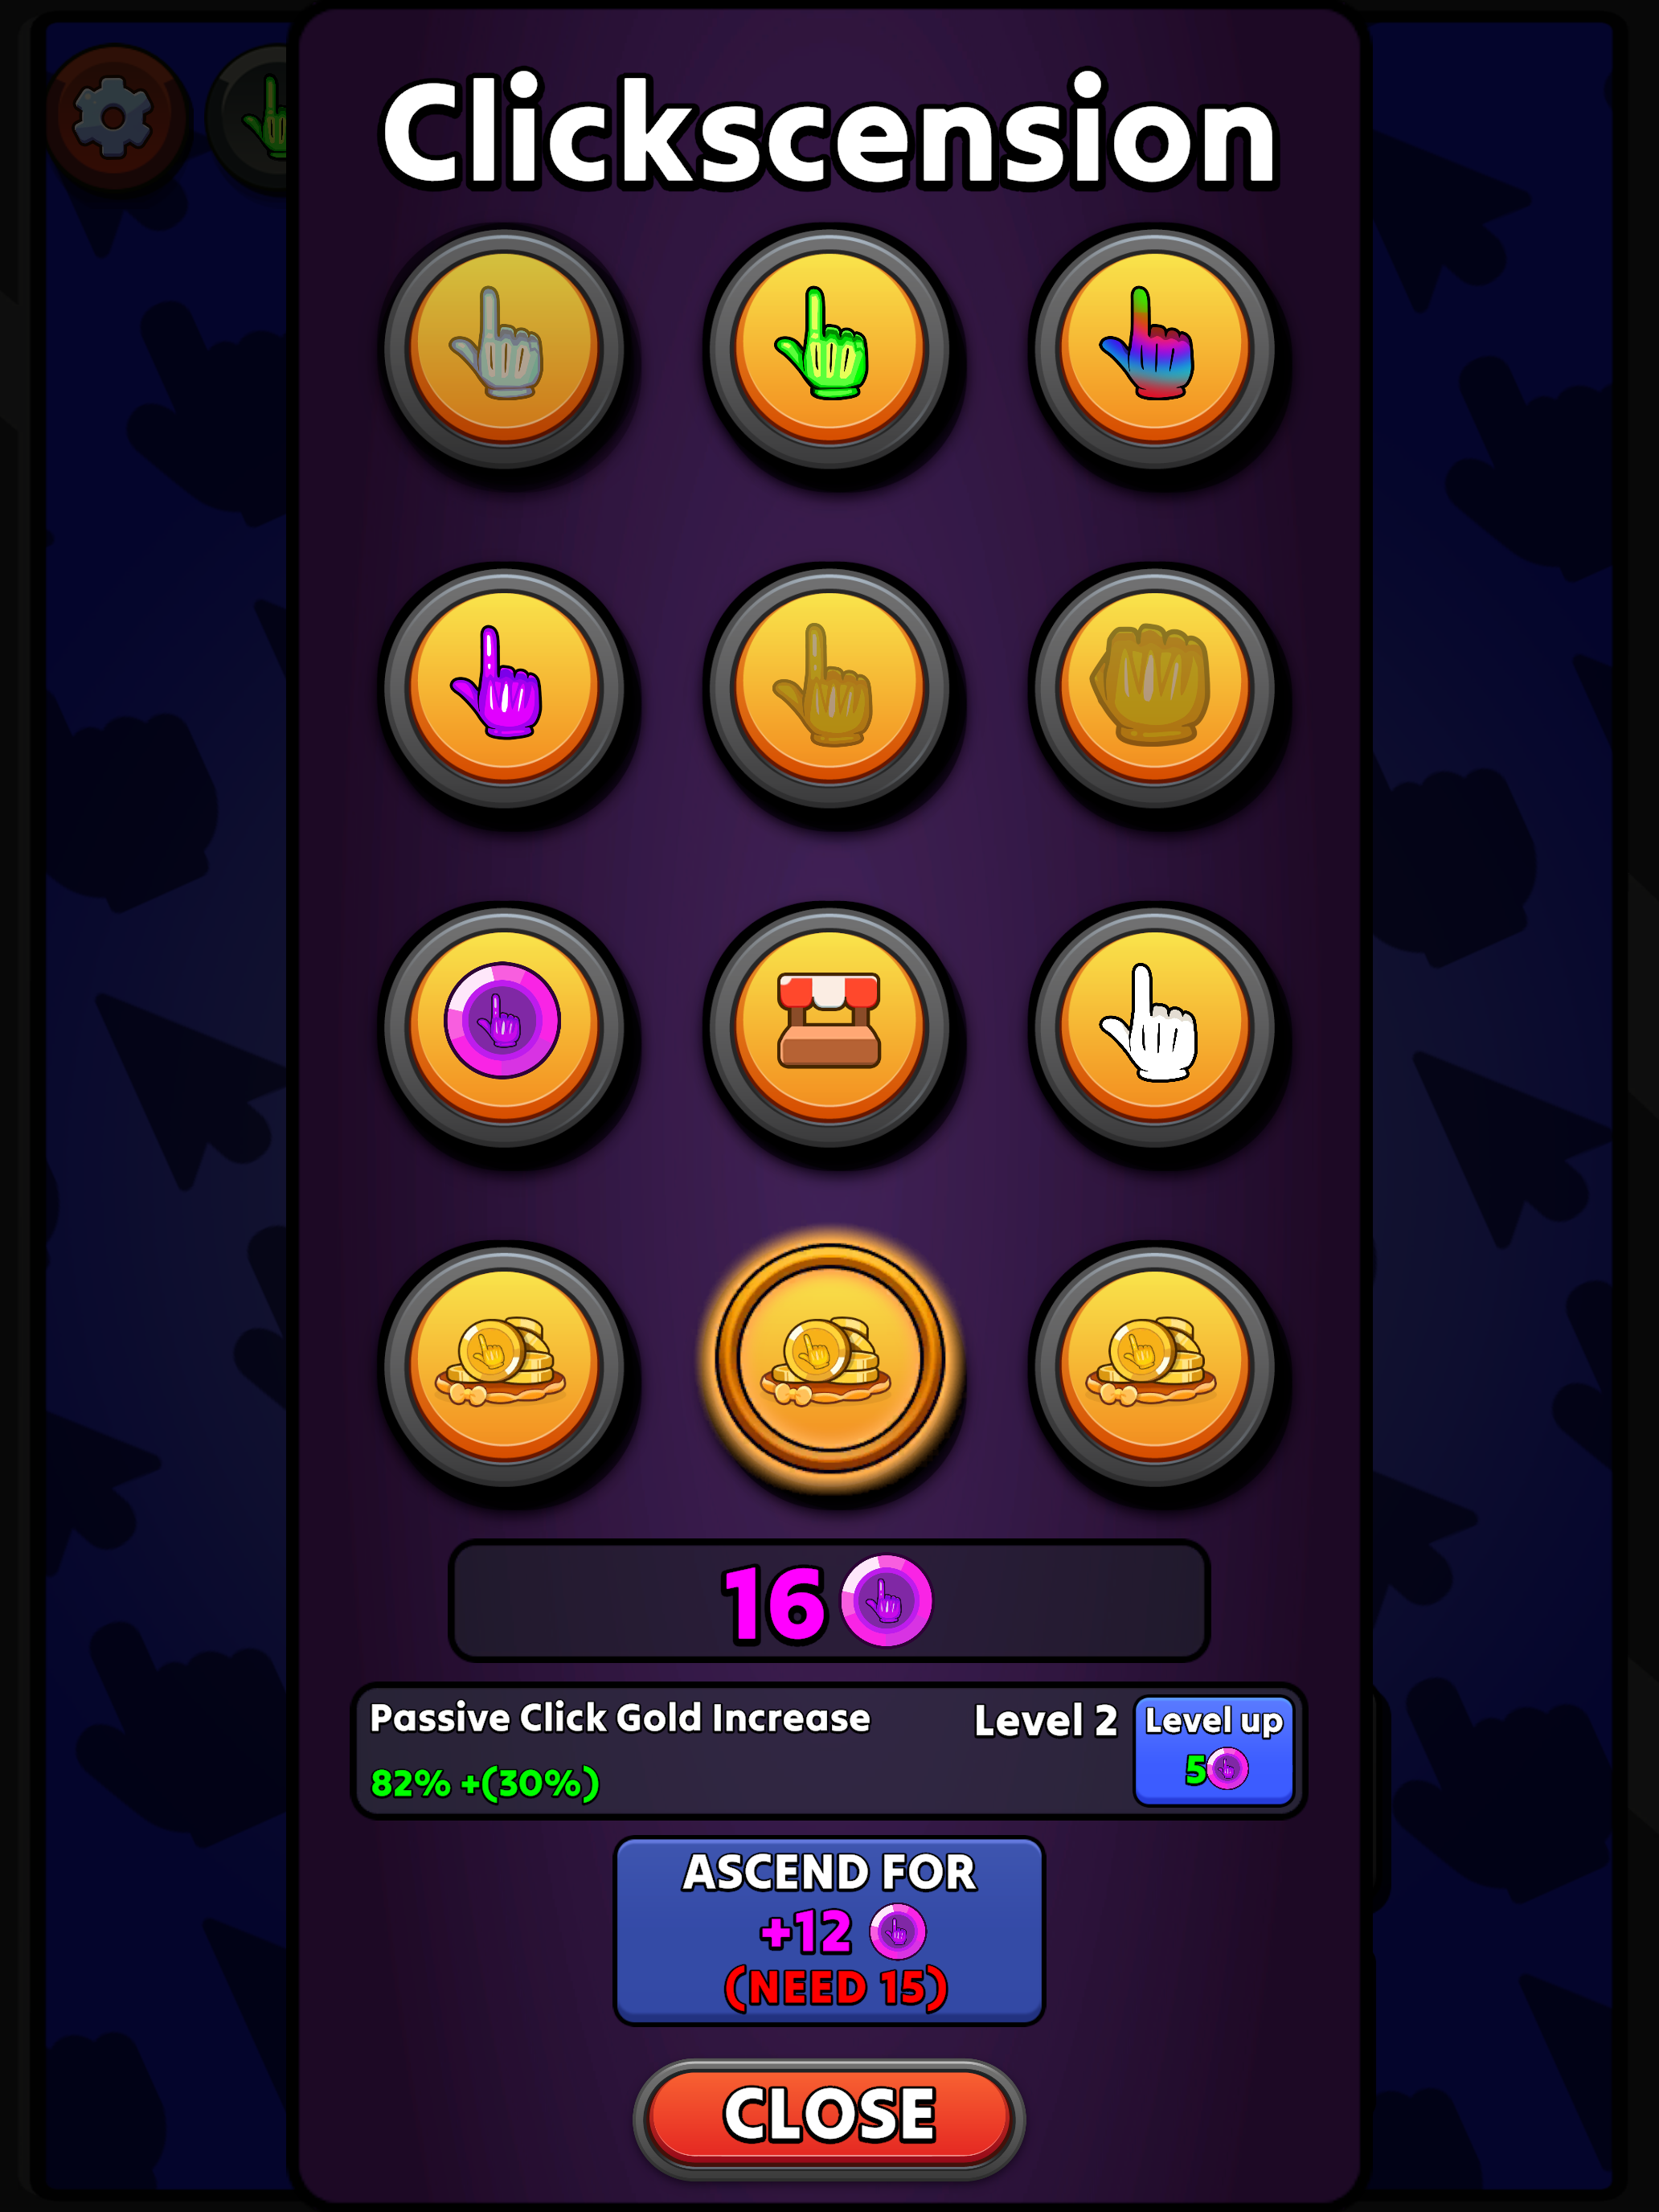 Clickscension
16
Passive Click Gold Increase
Level 2
Level up
82% +(30%)
5
ASCEND FOR
+12
(NEED 15)
CLOSE